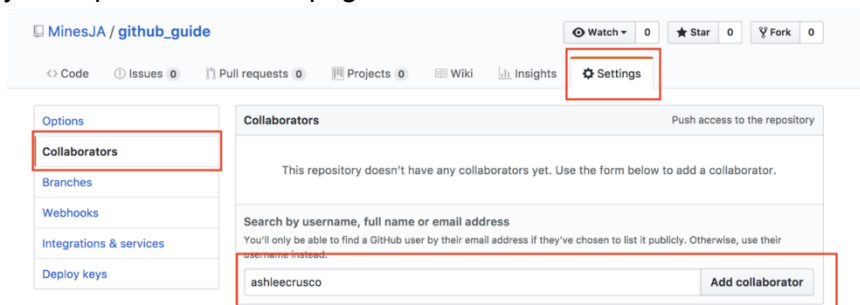 MinesJA / github_guide Watch 0 Star 0 Fork 0
Code Issues 0 Pull requests 0 Projects 0 Wiki Insights Settings
Options
Collaborators
Branches
Webhooks
Integrations & services
Deploy keys
Collaborators Push access to the repository
This repository doesn't have any collaborators yet. Use the form below to add a collaborator.
Search by username, full name or email address
You'll only be able to find a GitHub user by their email address if they've chosen to list it publicly. Otherwise, use their
username instead.
ashleecrusco Add collaborator